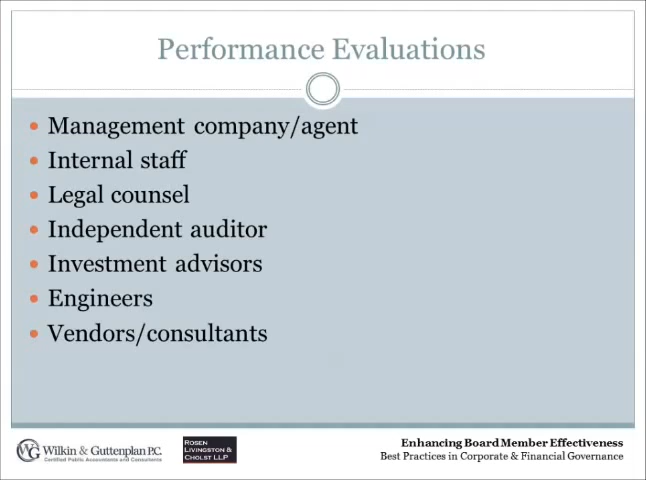 Performance Evaluations
Management company/agent
Internal staff
Legal counsel
Independent auditor
Investment advisors
Engineers
Vendors/consultants
WG Wilkin & Guttenplan P.C.
Certified Public Accountants and Consultants
ROSEN
LIVINGSTON &
CHOLST LLP
Enhancing Board Member Effectiveness
Best Practices in Corporate & Financial Governance